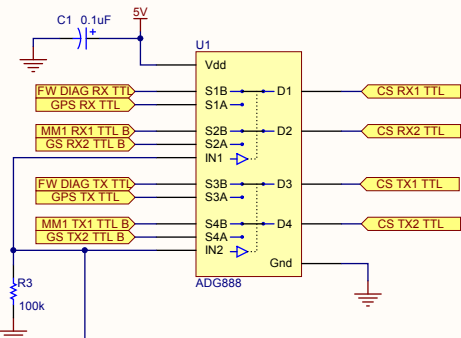 5V
C1 0.1uF
+
U1
Vdd
FW DIAG RX TTL S1B D1 CS RX1 TTL
GPS RX TTL S1A
MM1 RX1 TTL B S2B D2 CS RX2 TTL
GS RX2 TTL B S2A
IN1
FW DIAG TX TTL S3B D3 CS TX1 TTL
GPS TX TTL S3A
MM1 TX1 TTL B S4B D4 CS TX2 TTL
GS TX2 TTL B S4A
IN2
Gnd
R3
ADG888
100k